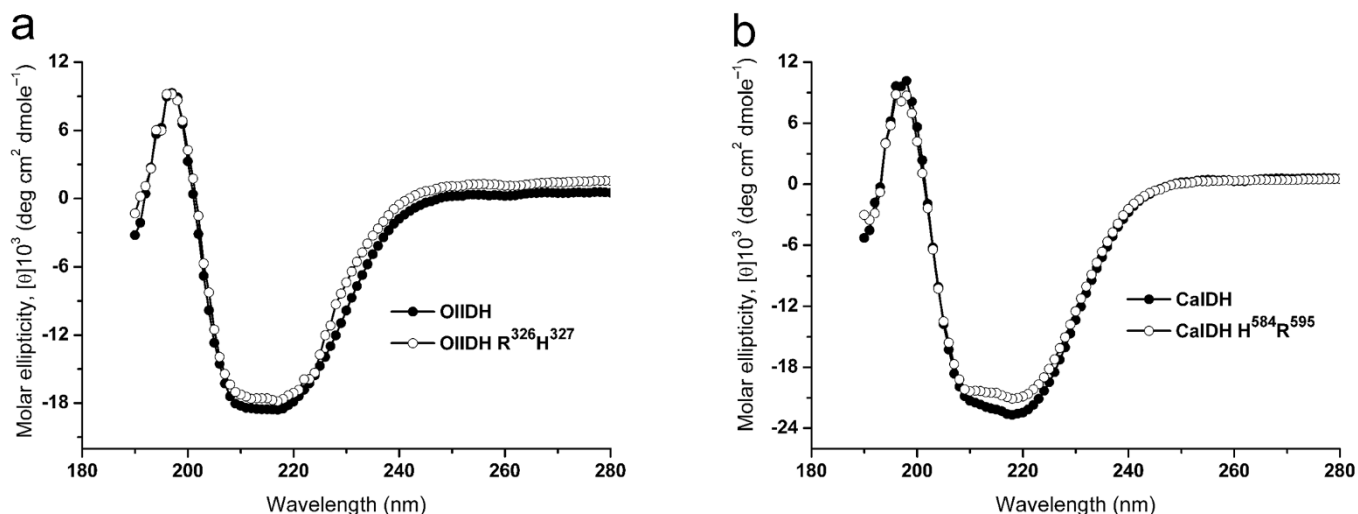 a
Molar ellipticity, [θ]10³ (deg cm² dmole⁻¹)
12
6
0
-6
-12
-18
180
200
220
240
260
280
Wavelength (nm)
OlIDH
OlIDH R³²⁶H³²⁷
b
Molar ellipticity, [θ]10³ (deg cm² dmole⁻¹)
12
6
0
-6
-12
-18
-24
180
200
220
240
260
280
Wavelength (nm)
CaIDH
CaIDH H⁵⁸⁴R⁵⁹⁵